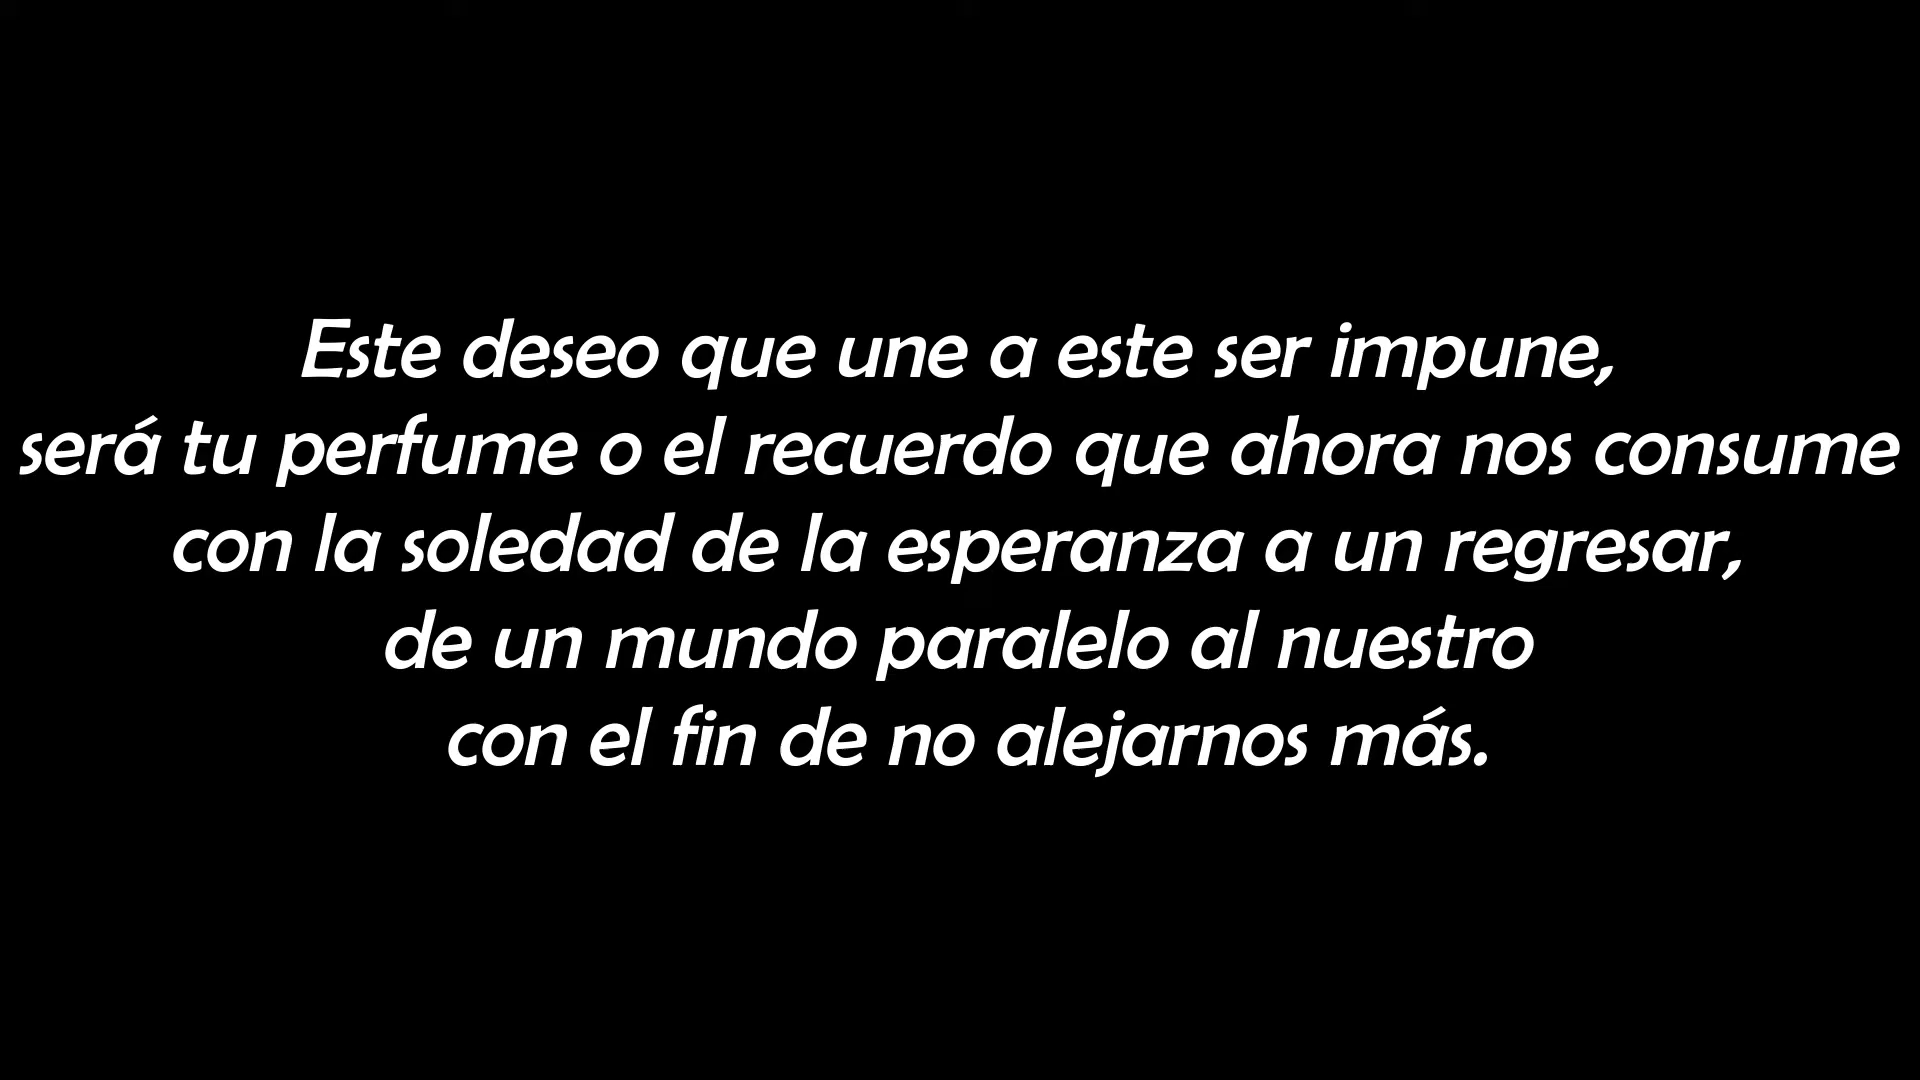 Este deseo que une a este ser impune,
será tu perfume o el recuerdo que ahora nos consume
con la soledad de la esperanza a un regresar,
de un mundo paralelo al nuestro
con el fin de no alejarnos más.